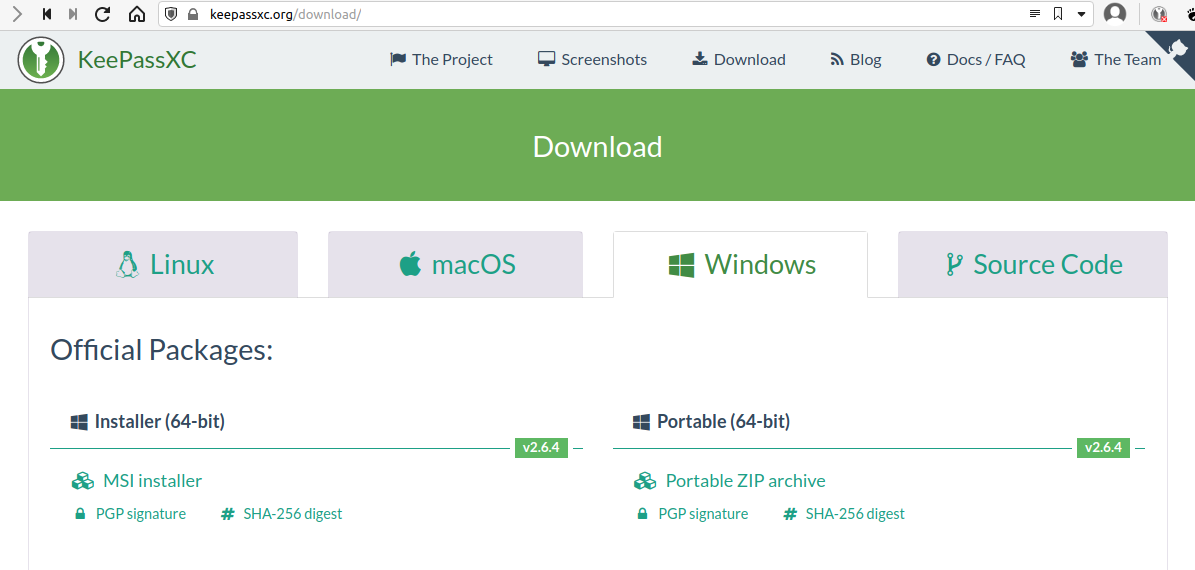 keepassxc.org/download/
KeePassXC
The Project
Screenshots
Download
Blog
Docs / FAQ
The Team
Download
Linux
macOS
Windows
Source Code
Official Packages:
Installer (64-bit)
v2.6.4
MSI installer
PGP signature
SHA-256 digest
Portable (64-bit)
v2.6.4
Portable ZIP archive
PGP signature
SHA-256 digest